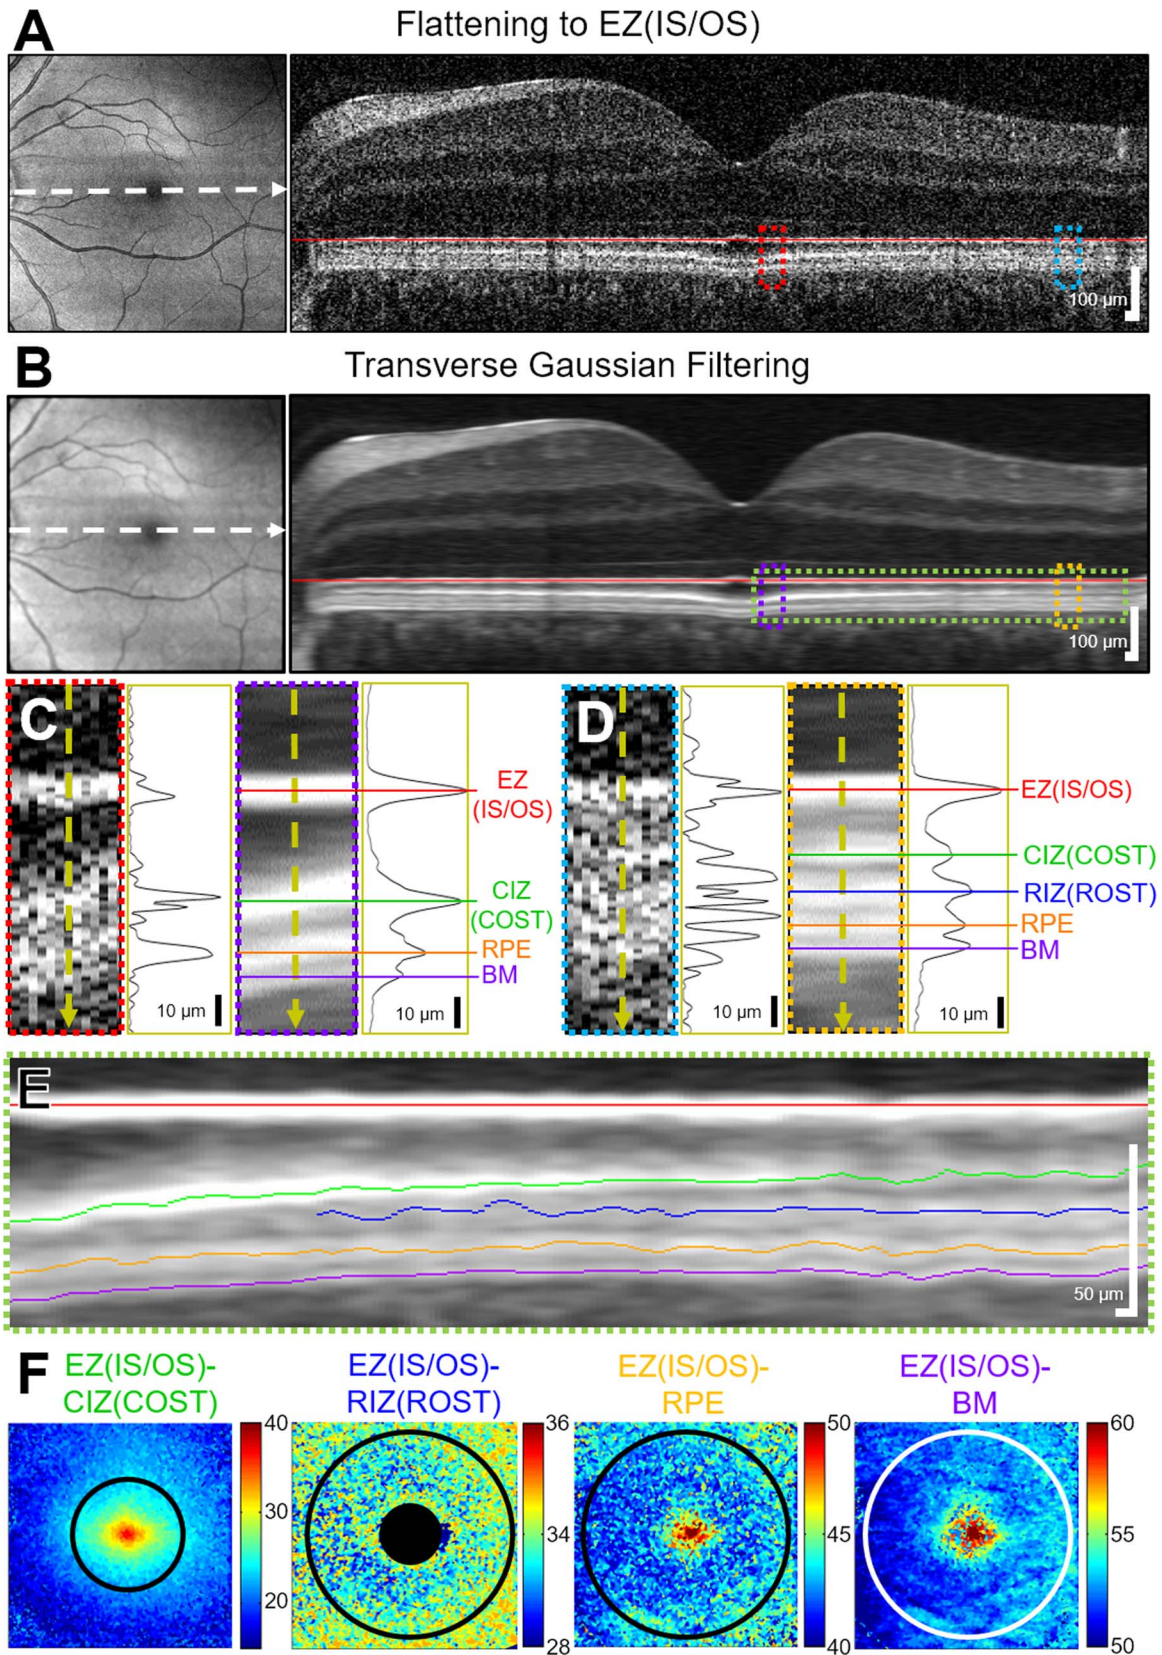 A
Flattening to EZ(IS/OS)
100 µm
B
Transverse Gaussian Filtering
100 µm
C
EZ
(IS/OS)
CIZ
(COST)
RPE
BM
10 µm
10 µm
D
EZ(IS/OS)
CIZ(COST)
RIZ(ROST)
RPE
BM
10 µm
10 µm
E
50 µm
F
EZ(IS/OS)-
CIZ(COST)
40
30
20
EZ(IS/OS)-
RIZ(ROST)
36
34
28
EZ(IS/OS)-
RPE
50
45
40
EZ(IS/OS)-
BM
60
55
50